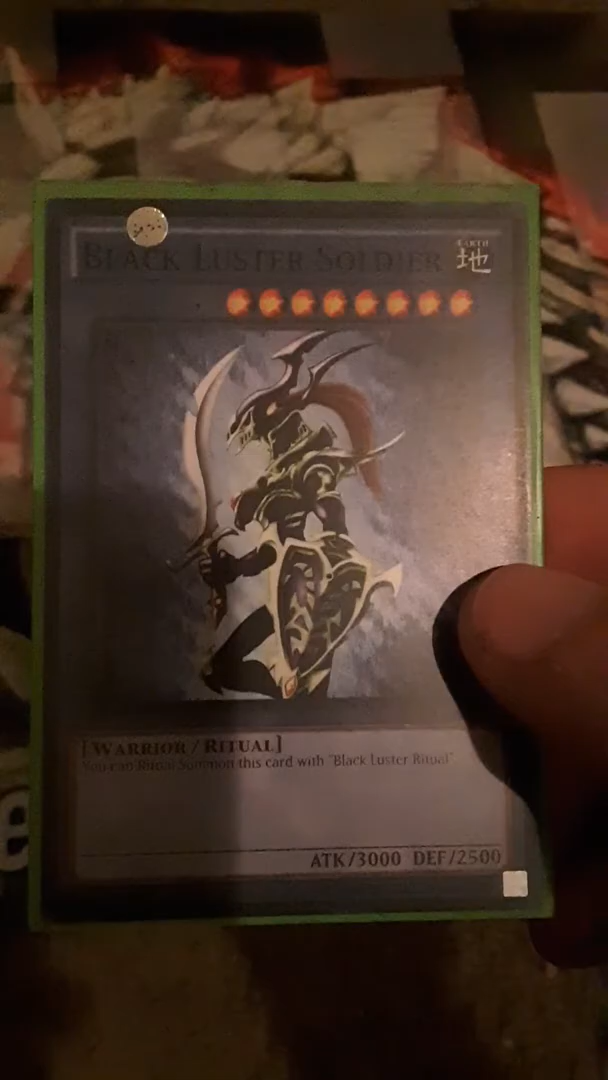 BLACK LUSTER SOLDIER
EARTH
地
[WARRIOR / RITUAL]
You can Ritual Summon this card with "Black Luster Ritual"
ATK/3000 DEF/2500